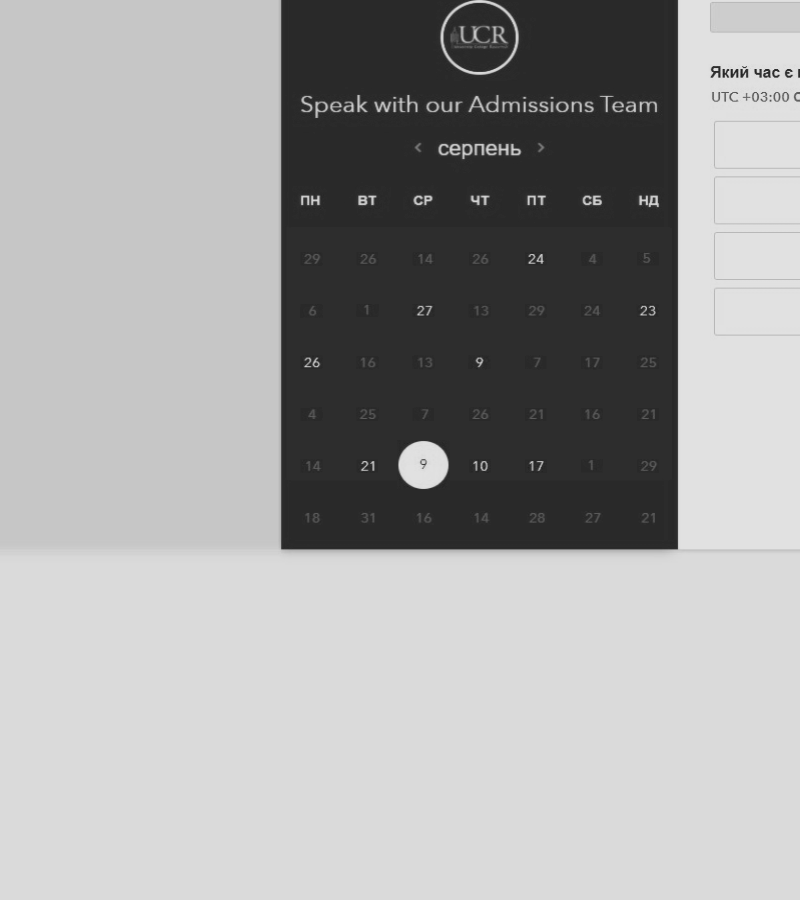 UCR
Speak with our Admissions Team
< серпень >
ПН ВТ СР ЧТ ПТ СБ НД
29 26 14 26 24 4 5
6 1 27 13 29 24 23
26 16 13 9 7 17 25
4 25 7 26 21 16 21
14 21 9 10 17 1 29
18 31 16 14 28 27 21
Який час є
UTC +03:00